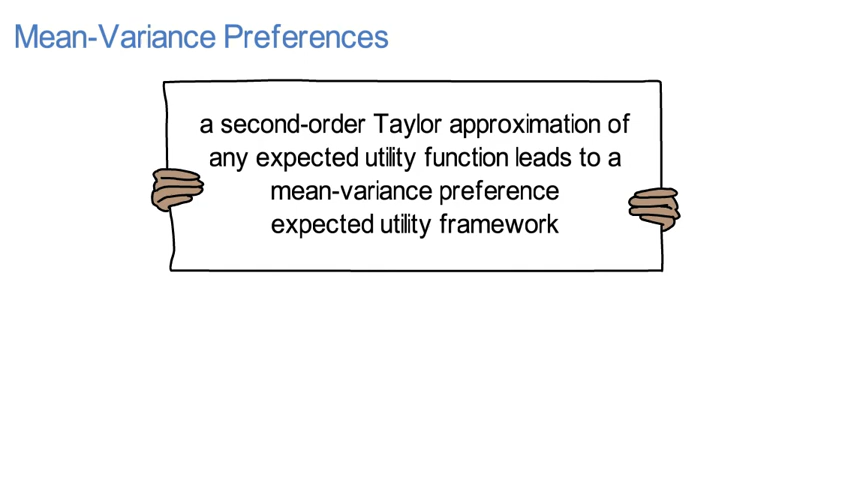 Mean-Variance Preferences
a second-order Taylor approximation of
any expected utility function leads to a
mean-variance preference
expected utility framework